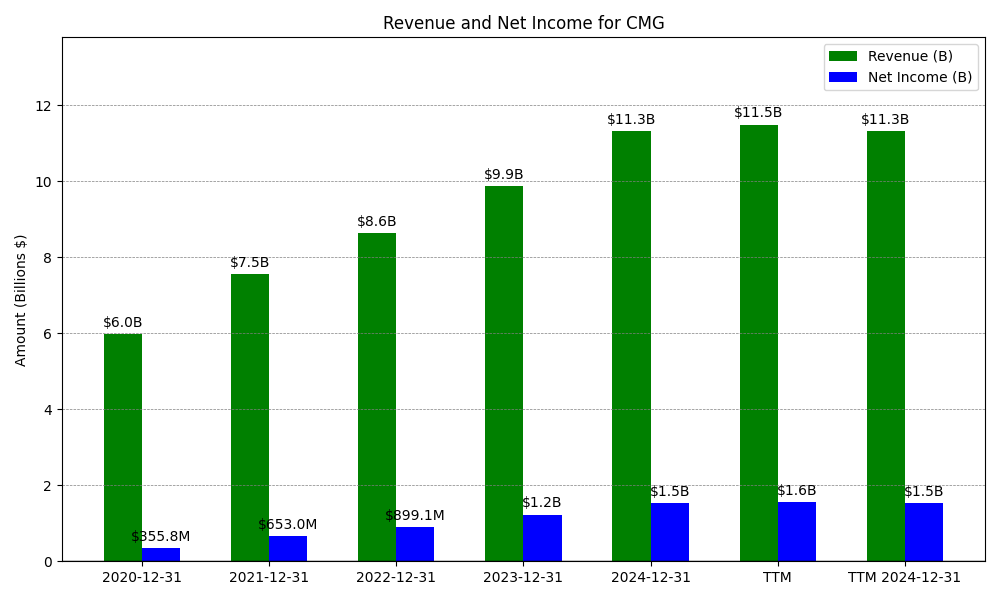 Revenue and Net Income for CMG
Revenue (B)
Net Income (B)
Amount (Billions $)
12
10
8
6
4
2
0
$6.0B
$355.8M
$7.5B
$653.0M
$8.6B
$899.1M
$9.9B
$1.2B
$11.3B
$1.5B
$11.5B
$1.6B
$11.3B
$1.5B
2020-12-31
2021-12-31
2022-12-31
2023-12-31
2024-12-31
TTM
TTM 2024-12-31